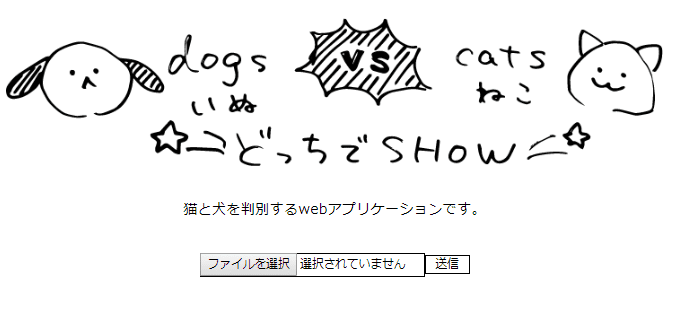 dogs VS cats
いぬ ねこ
どっちでSHOW
猫と犬を判別するwebアプリケーションです。
ファイルを選択 選択されていません 送信